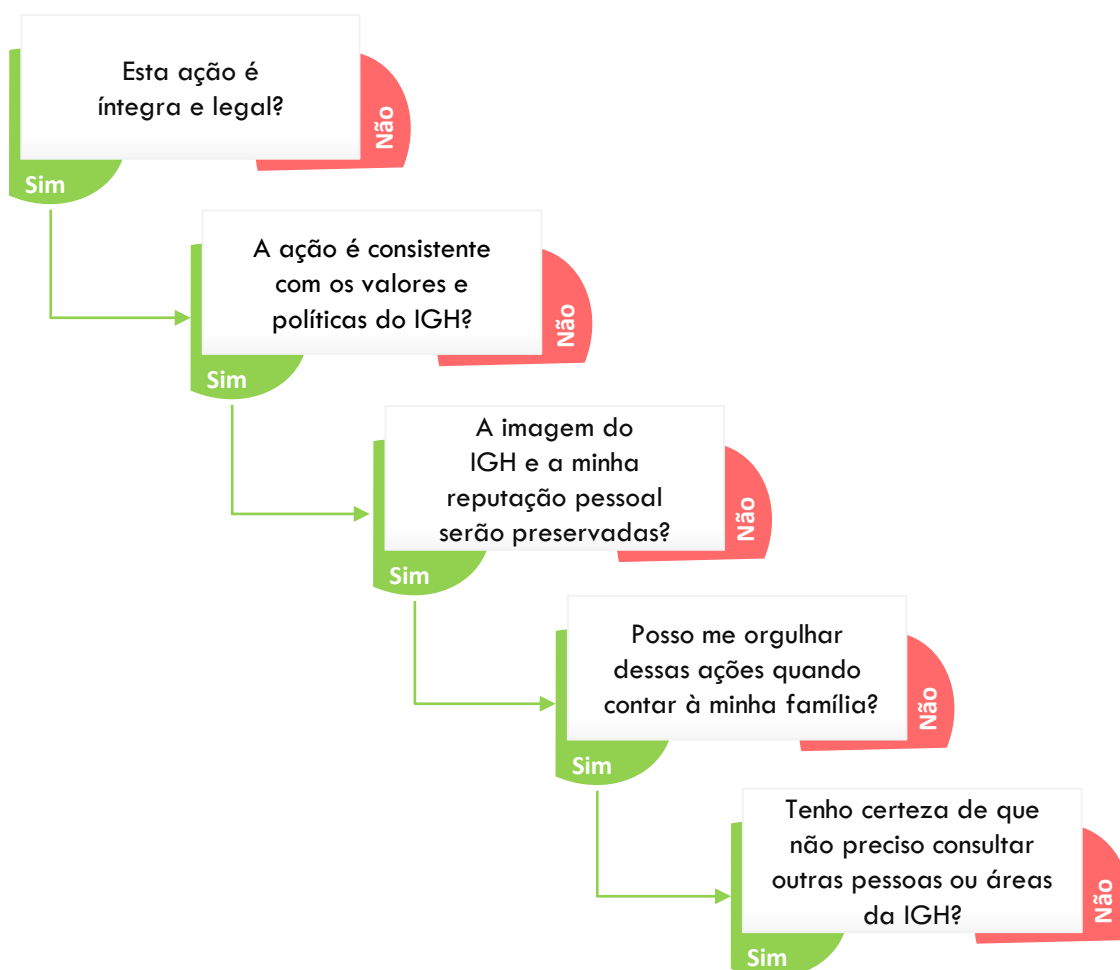 Esta ação é
íntegra e legal?
Não
Sim
A ação é consistente
com os valores e
políticas do IGH?
Não
Sim
A imagem do
IGH e a minha
reputação pessoal
serão preservadas?
Não
Sim
Posso me orgulhar
dessas ações quando
contar à minha família?
Não
Sim
Tenho certeza de que
não preciso consultar
outras pessoas ou áreas
da IGH?
Não
Sim